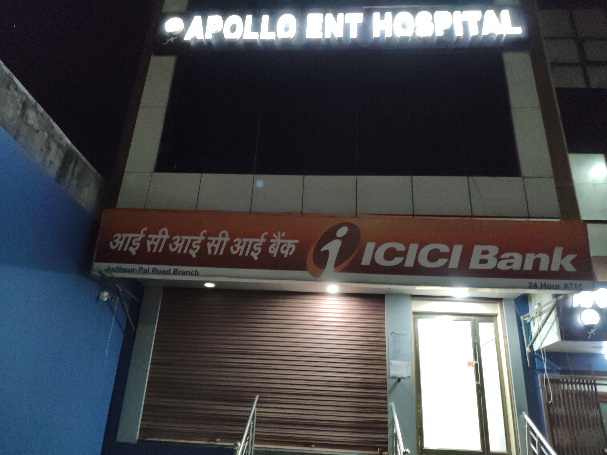 APOLLO ENT HOSPITAL
आई सी आई सी आई बैंक ICICI Bank
Jodhpur-Pal Road Branch
24 Hour ATM